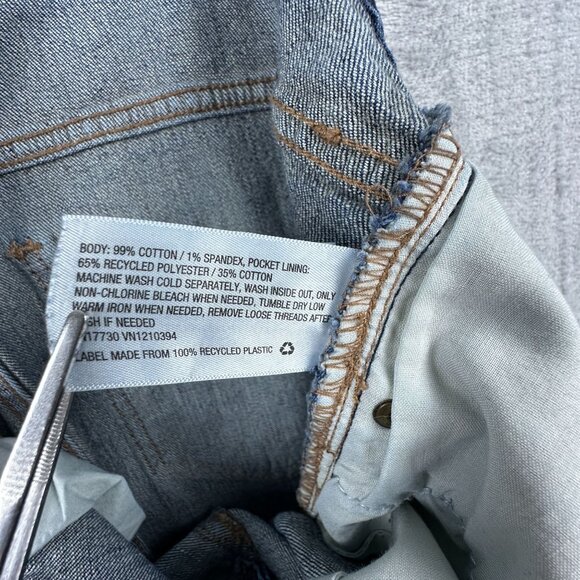 BODY: 99% COTTON / 1% SPANDEX, POCKET LINING:
65% RECYCLED POLYESTER / 35% COTTON
MACHINE WASH COLD SEPARATELY, WASH INSIDE OUT, ONLY
NON-CHLORINE BLEACH WHEN NEEDED, TUMBLE DRY LOW
WARM IRON WHEN NEEDED, REMOVE LOOSE THREADS AFTER
IF NEEDED
17730 VN1210394
LABEL MADE FROM 100% RECYCLED PLASTIC